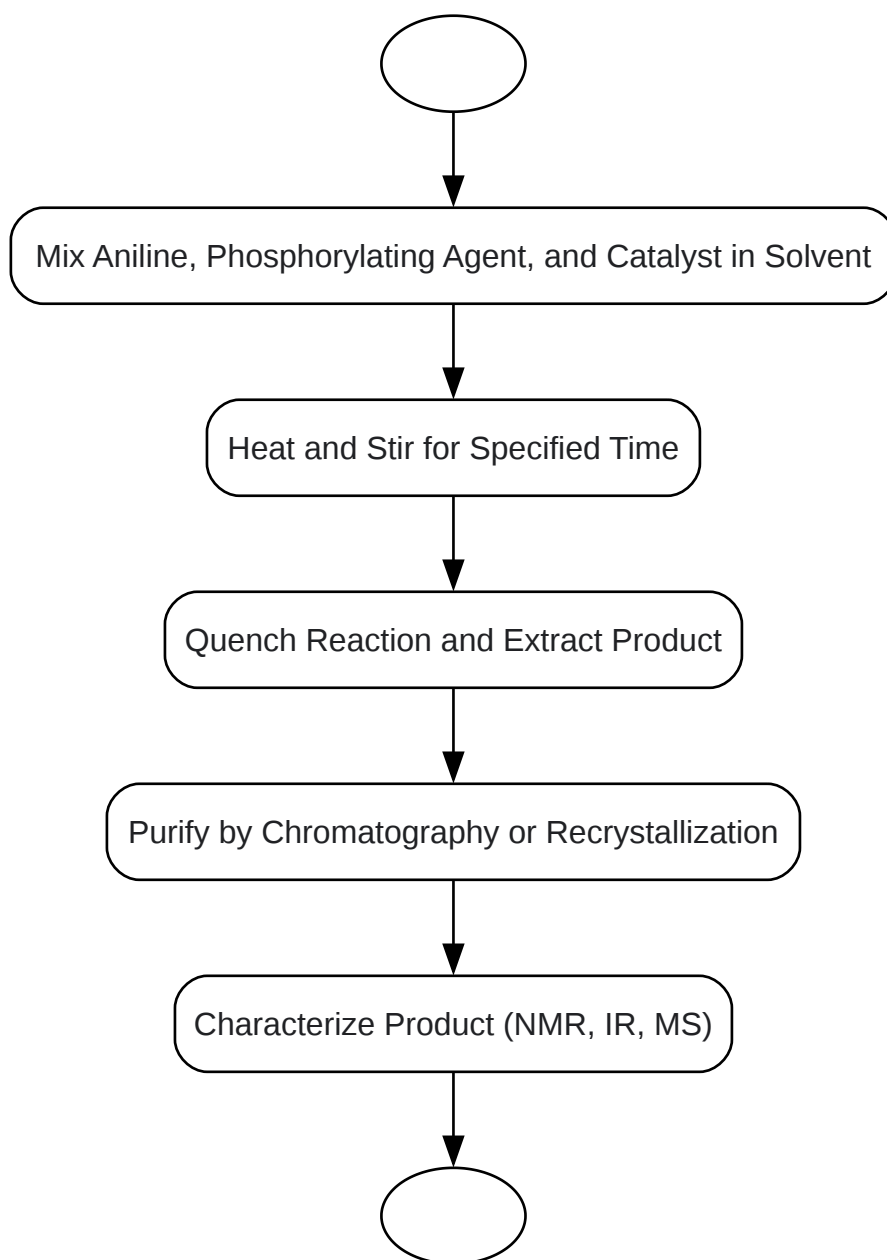 Mix Aniline, Phosphorylating Agent, and Catalyst in Solvent
Heat and Stir for Specified Time
Quench Reaction and Extract Product
Purify by Chromatography or Recrystallization
Characterize Product (NMR, IR, MS)